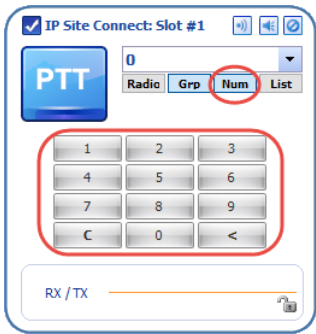 IP Site Connect: Slot #1
PTT
0
Radio Grp Num List
1 2 3
4 5 6
7 8 9
C 0 <
RX / TX